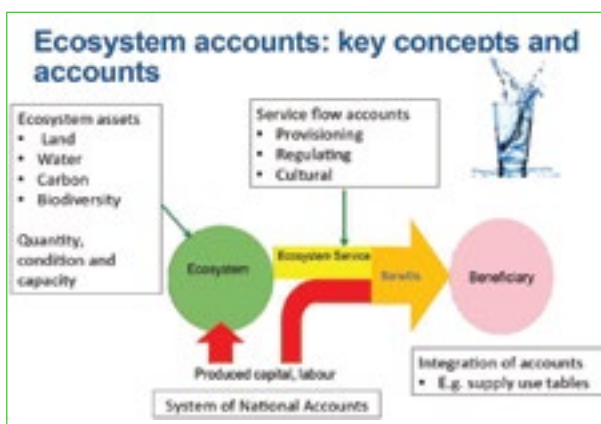 Ecosystem accounts: key concepts and
accounts
Ecosystem assets
• Land
• Water
• Carbon
• Biodiversity
Quantity,
condition and
capacity
Service flow accounts
• Provisioning
• Regulating
• Cultural
Ecosystem
Ecosystem Service
Benefits
Beneficiary
Produced capital, labour
System of National Accounts
Integration of accounts
• E.g. supply use tables